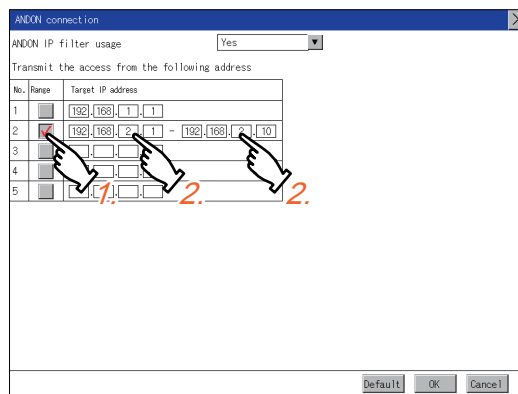 ANDON connection
ANDON IP filter usage Yes
Transmit the access from the following address
No. Range Target IP address
1 192.168.1.1
2 192.168.2.1 - 192.168.2.10
3
4
5
1. 2. 2.
Default OK Cancel